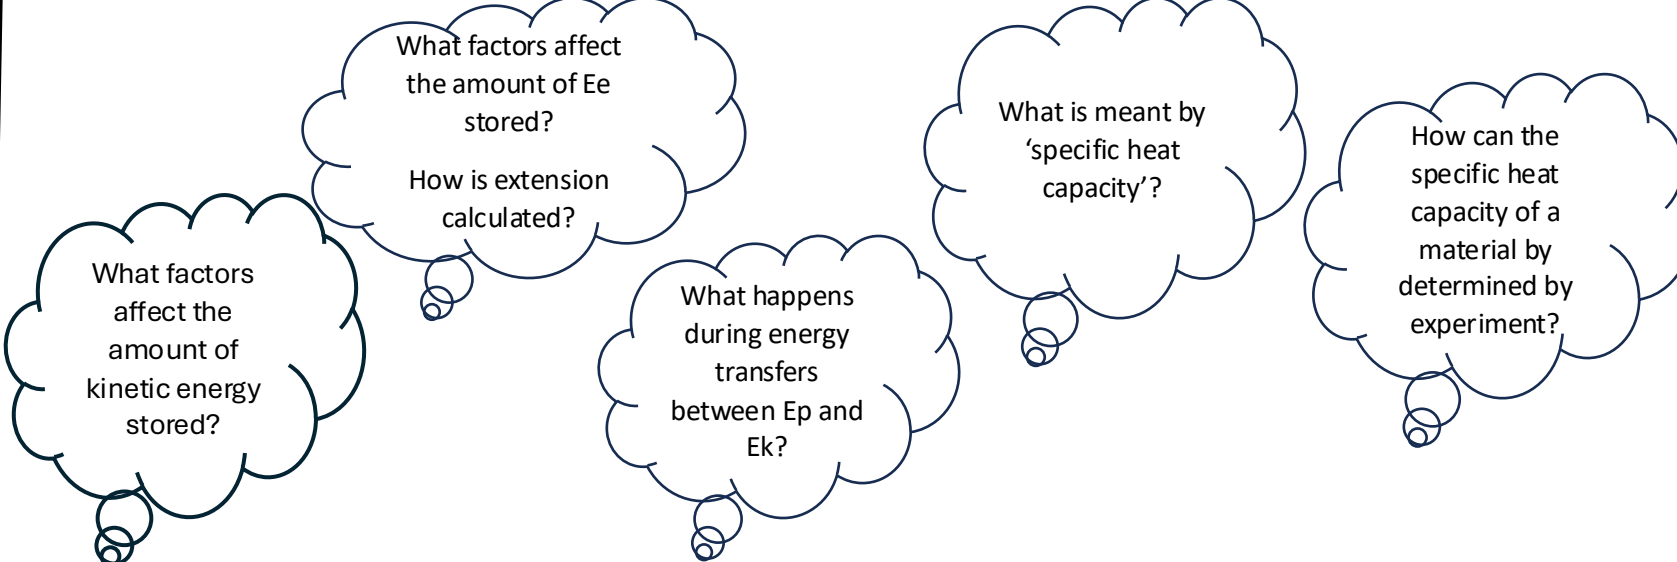 What factors
affect the
amount of
kinetic energy
stored?
What factors affect
the amount of Ee
stored?
How is extension
calculated?
What happens
during energy
transfers
between Ep and
Ek?
What is meant by
‘specific heat
capacity’?
How can the
specific heat
capacity of a
material by
determined by
experiment?